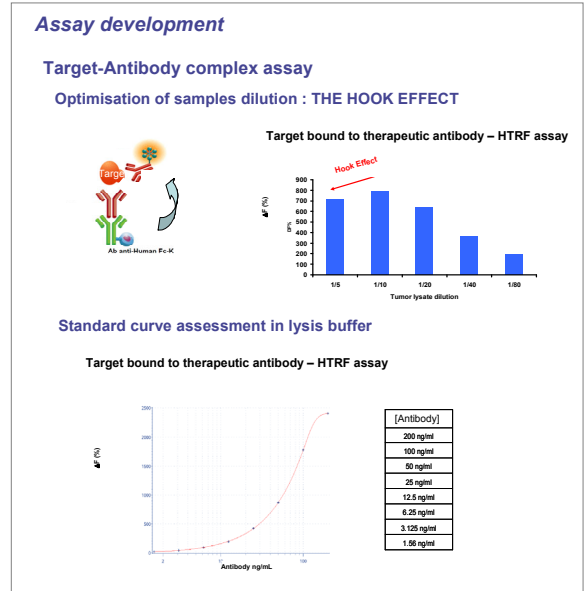 Assay development
Target-Antibody complex assay
Optimisation of samples dilution : THE HOOK EFFECT
Target bound to therapeutic antibody – HTRF assay
Targe
Ab anti-Human Fc-K
Hook Effect
ΔF (%)
DF%
900
800
700
600
500
400
300
200
100
0
1/5 1/10 1/20 1/40 1/80
Tumor lysate dilution
Standard curve assessment in lysis buffer
Target bound to therapeutic antibody – HTRF assay
ΔF (%)
2500
2000
1500
1000
500
0
2 100
Antibody ng/mL
[Antibody]
200 ng/ml
100 ng/ml
50 ng/ml
25 ng/ml
12.5 ng/ml
6.25 ng/ml
3.125 ng/ml
1.56 ng/ml